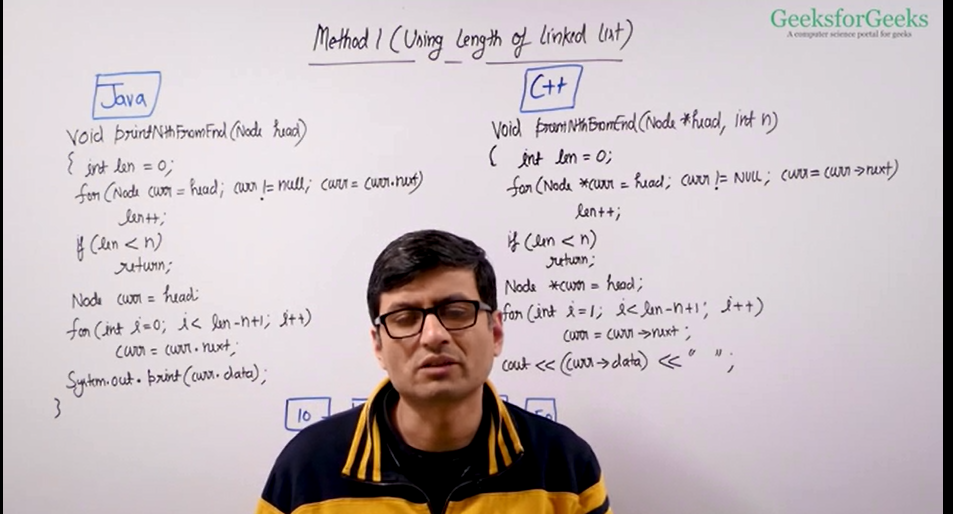 GeeksforGeeks
A computer science portal for geeks
Method 1 (Using Length of Linked List)
Java
Void printNthFromEnd(Node head)
{ int len = 0;
for(Node curr = head; curr != null; curr = curr.next)
len++;
if (len < n)
return;
Node curr = head;
for(int i=0; i< len-n+1; i++)
curr = curr.next;
System.out.print(curr.data);
}
C++
Void printNthFromEnd(Node *head, int n)
{ int len = 0;
for(Node *curr = head; curr != NULL; curr = curr→next)
len++;
if (len < n)
return;
Node *curr = head;
for(int i=1; i< len-n+1; i++)
curr = curr→next;
cout << (curr→data) << " ";
10
50